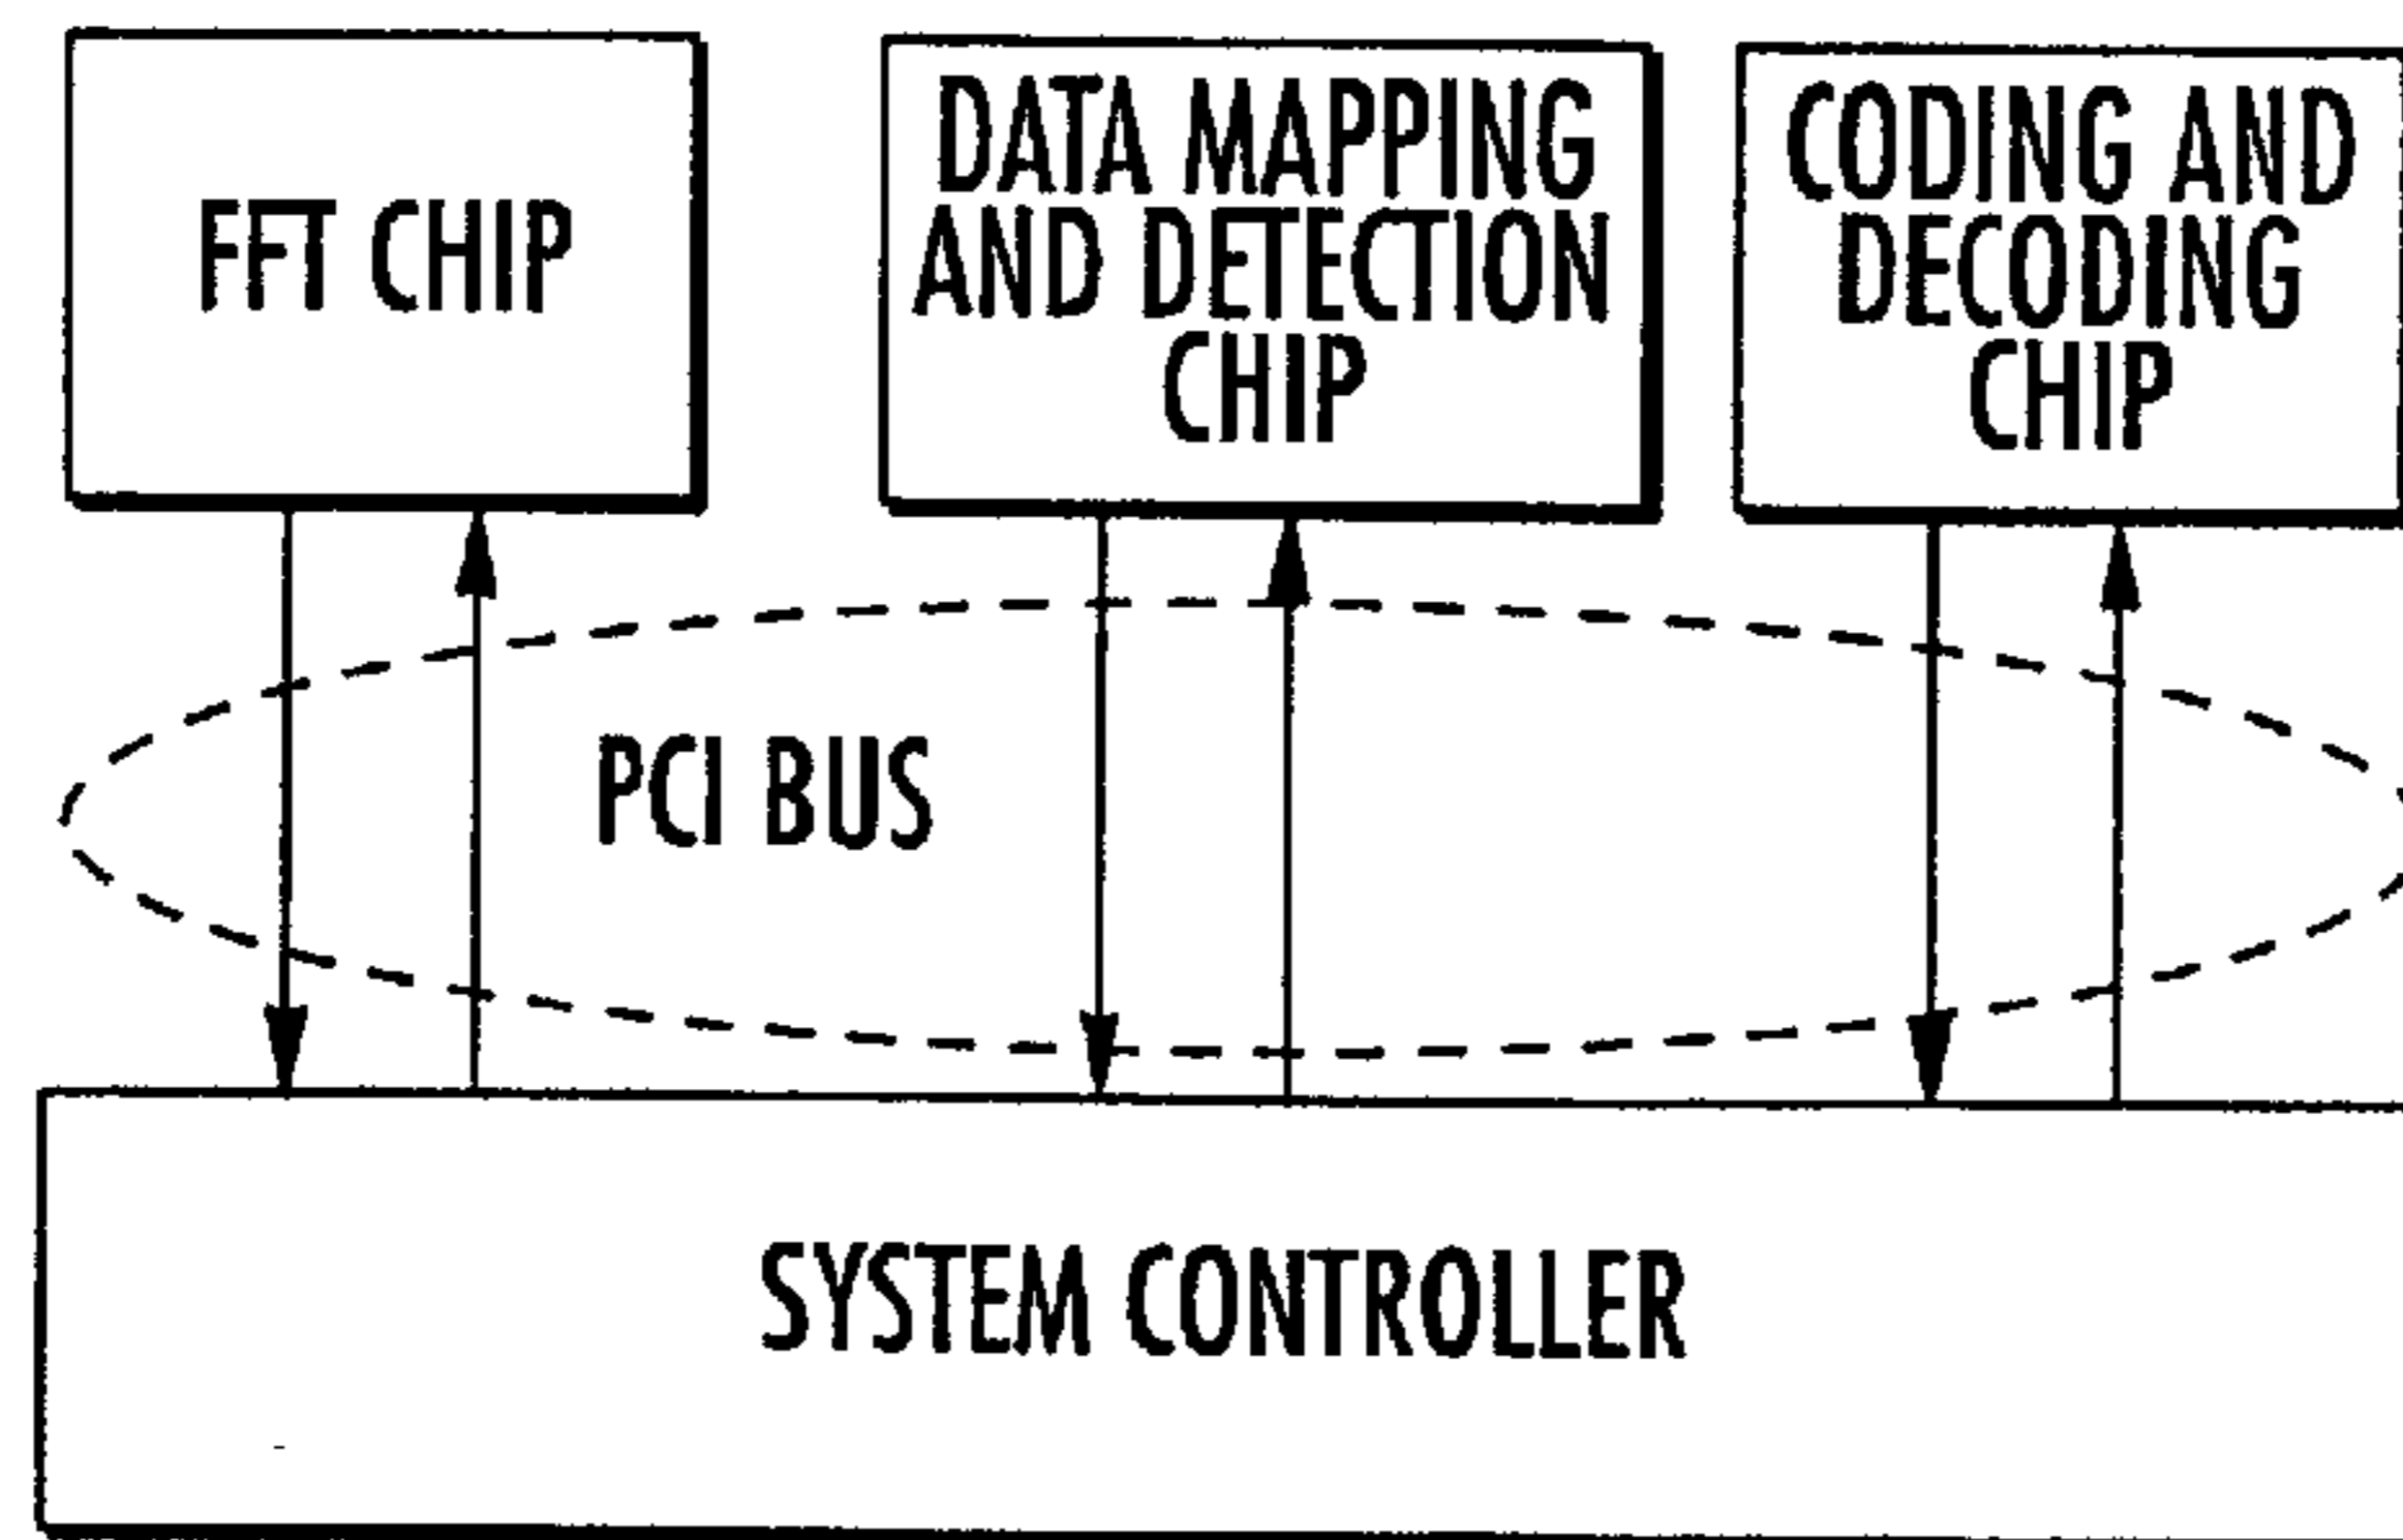 FFT CHIP
DATA MAPPING
AND DETECTION
CHIP
CODING AND
DECODING
CHIP
PCI BUS
SYSTEM CONTROLLER